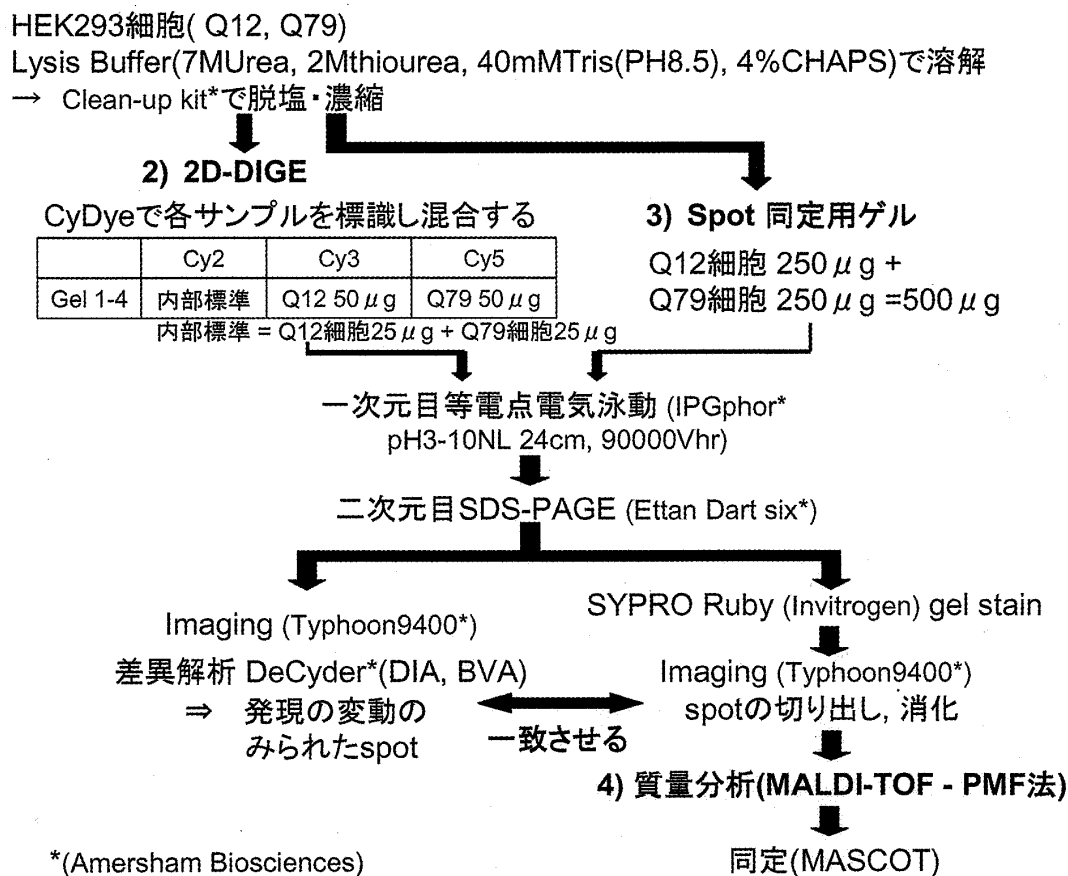 HEK293細胞( Q12, Q79)
Lysis Buffer(7MUrea, 2Mthiourea, 40mMTris(PH8.5), 4%CHAPS)で溶解
→ Clean-up kit*で脱塩・濃縮
2) 2D-DIGE
CyDyeで各サンプルを標識し混合する
Cy2 Cy3 Cy5
Gel 1-4 内部標準 Q12 50μg Q79 50μg
内部標準 = Q12細胞25μg + Q79細胞25μg
3) Spot 同定用ゲル
Q12細胞 250μg +
Q79細胞 250μg =500μg
一次元目等電点電気泳動 (IPGphor*
pH3-10NL 24cm, 90000Vhr)
二次元目SDS-PAGE (Ettan Dart six*)
Imaging (Typhoon9400*)
差異解析 DeCyder*(DIA, BVA)
⇒ 発現の変動の
みられたspot
一致させる
SYPRO Ruby (Invitrogen) gel stain
Imaging (Typhoon9400*)
spotの切り出し, 消化
4) 質量分析(MALDI-TOF - PMF法)
同定(MASCOT)
*(Amersham Biosciences)